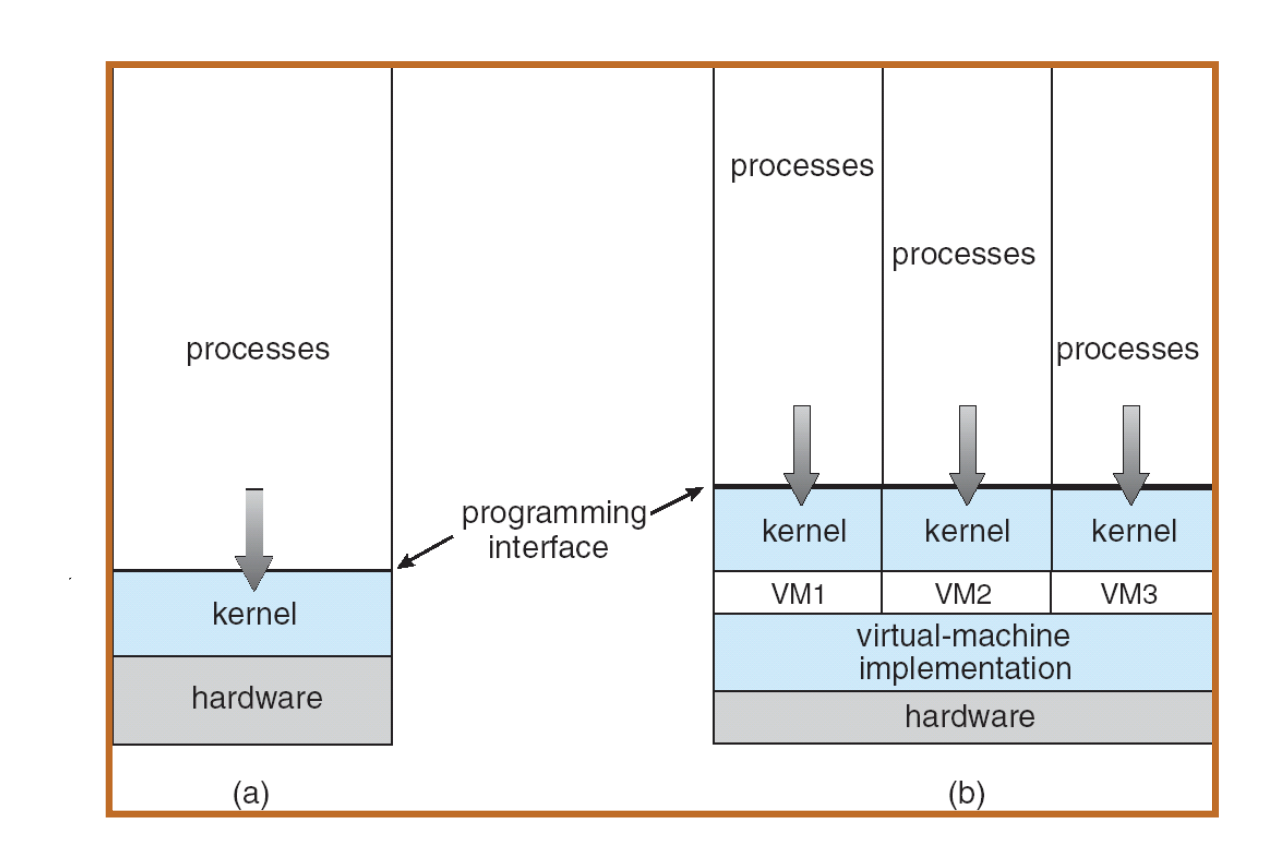 processes
kernel
hardware
(a)
programming
interface
processes
processes
processes
kernel
kernel
kernel
VM1
VM2
VM3
virtual-machine
implementation
hardware
(b)